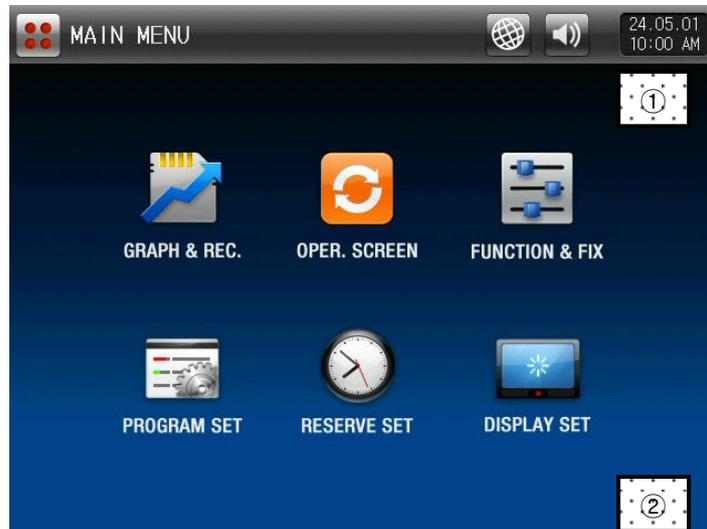 MAIN MENU
24.05.01
10:00 AM
①
GRAPH & REC.
OPER. SCREEN
FUNCTION & FIX
PROGRAM SET
RESERVE SET
DISPLAY SET
②